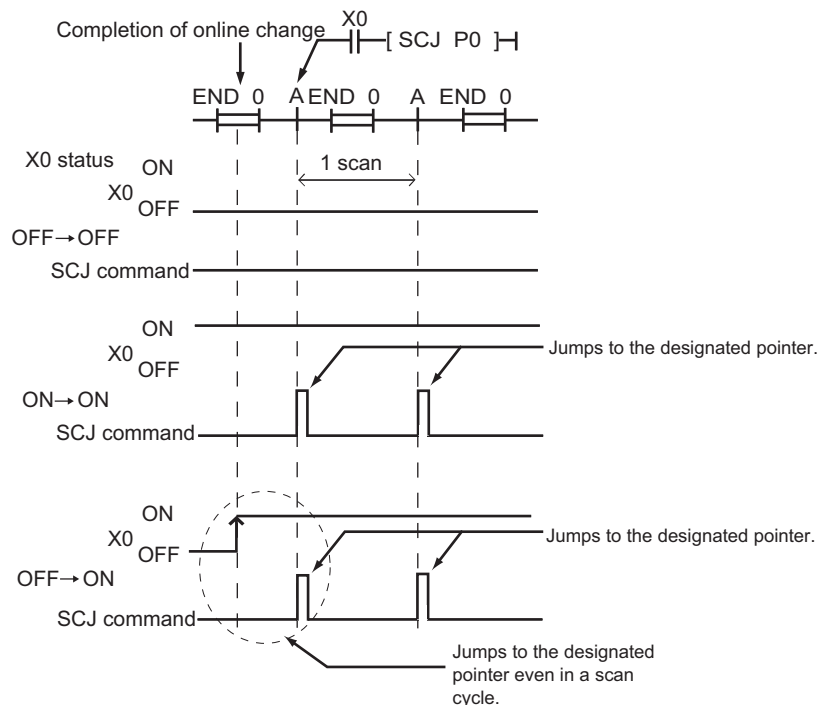 X0
Completion of online change
[ SCJ P0 ]
END 0 A END 0 A END 0
X0 status
ON
1 scan
X0
OFF
OFF→OFF
SCJ command
ON
X0
OFF
Jumps to the designated pointer.
ON→ON
SCJ command
ON
X0
OFF
Jumps to the designated pointer.
OFF→ON
SCJ command
Jumps to the designated
pointer even in a scan
cycle.